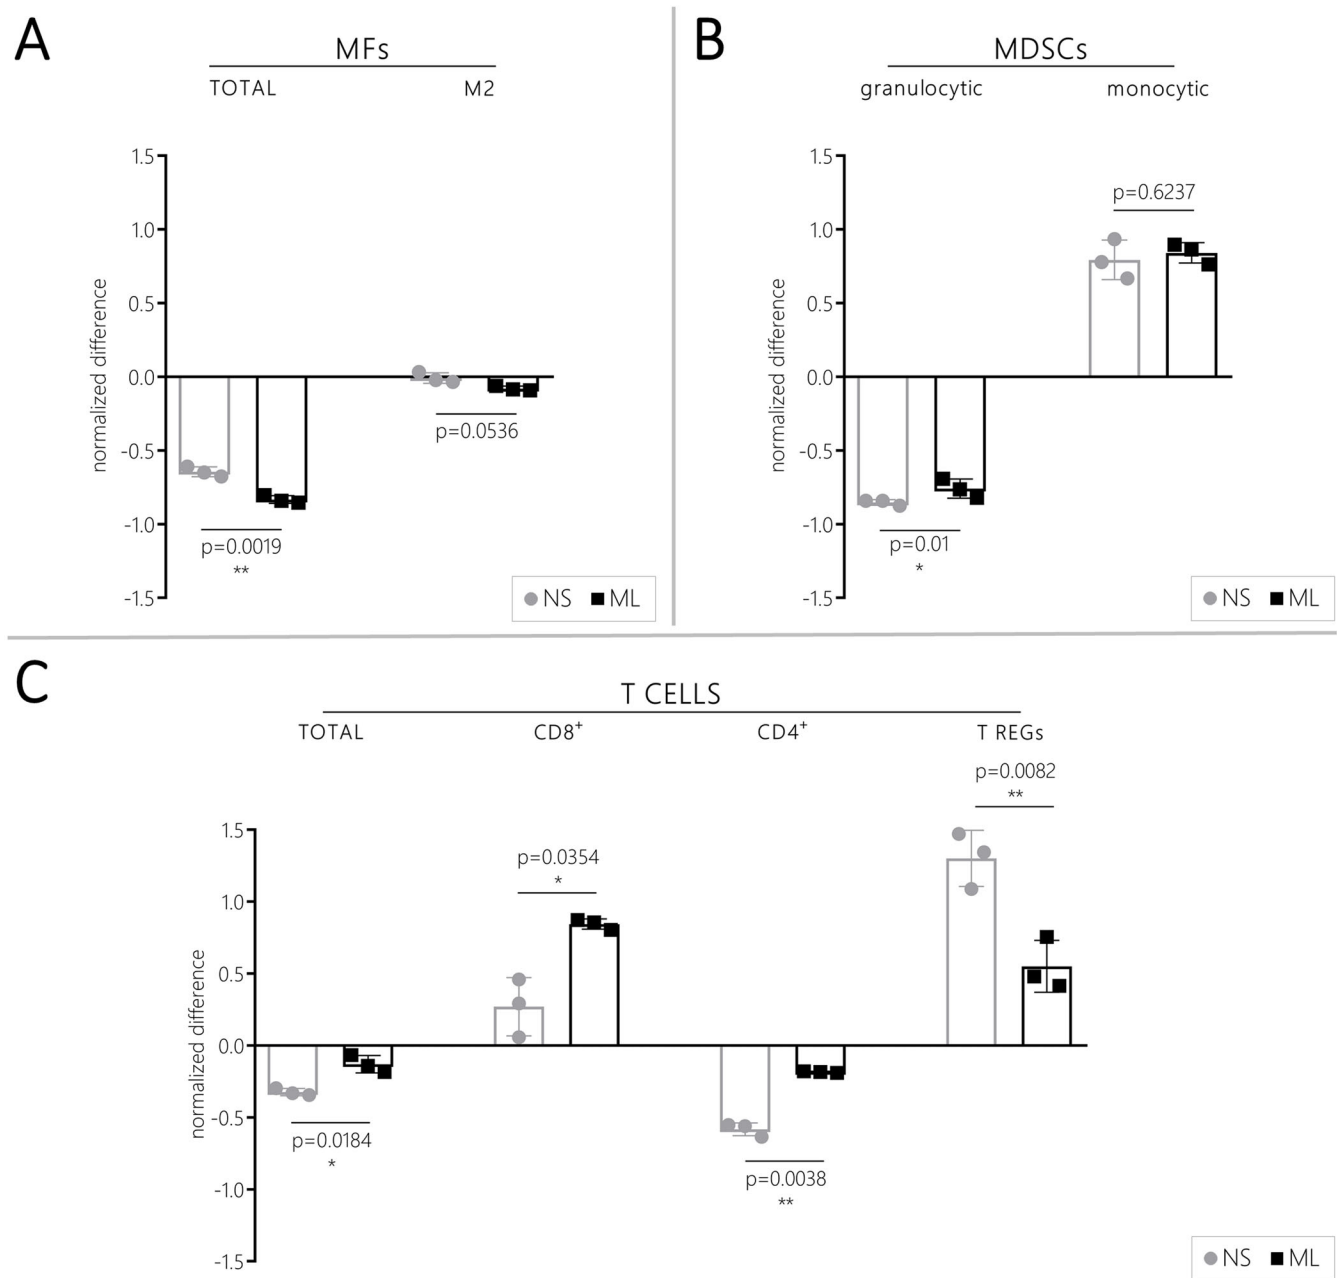 A
MFs
TOTAL M2
normalized difference
1.5
1.0
0.5
0.0
-0.5
-1.0
-1.5
p=0.0536
p=0.0019
**
NS ML
B
MDSCs
granulocytic monocytic
normalized difference
1.5
1.0
0.5
0.0
-0.5
-1.0
-1.5
p=0.6237
p=0.01
*
NS ML
C
T CELLS
TOTAL CD8⁺ CD4⁺ T REGs
normalized difference
1.5
1.0
0.5
0.0
-0.5
-1.0
-1.5
p=0.0082
**
p=0.0354
*
p=0.0184
*
p=0.0038
**
NS ML